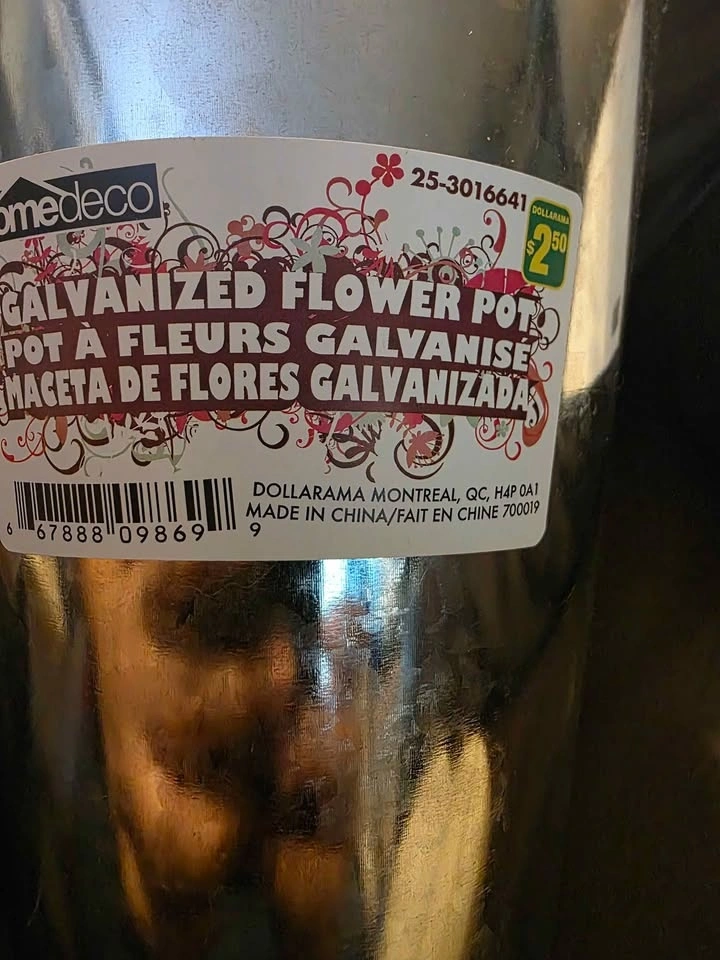 omedeco
25-3016641
DOLLARAMA
$2.50
GALVANIZED FLOWER POT
POT À FLEURS GALVANISÉ
MACETA DE FLORES GALVANIZADA
DOLLARAMA MONTREAL, QC, H4P 0A1
MADE IN CHINA/FAIT EN CHINE 700019
6 67888 09869 9